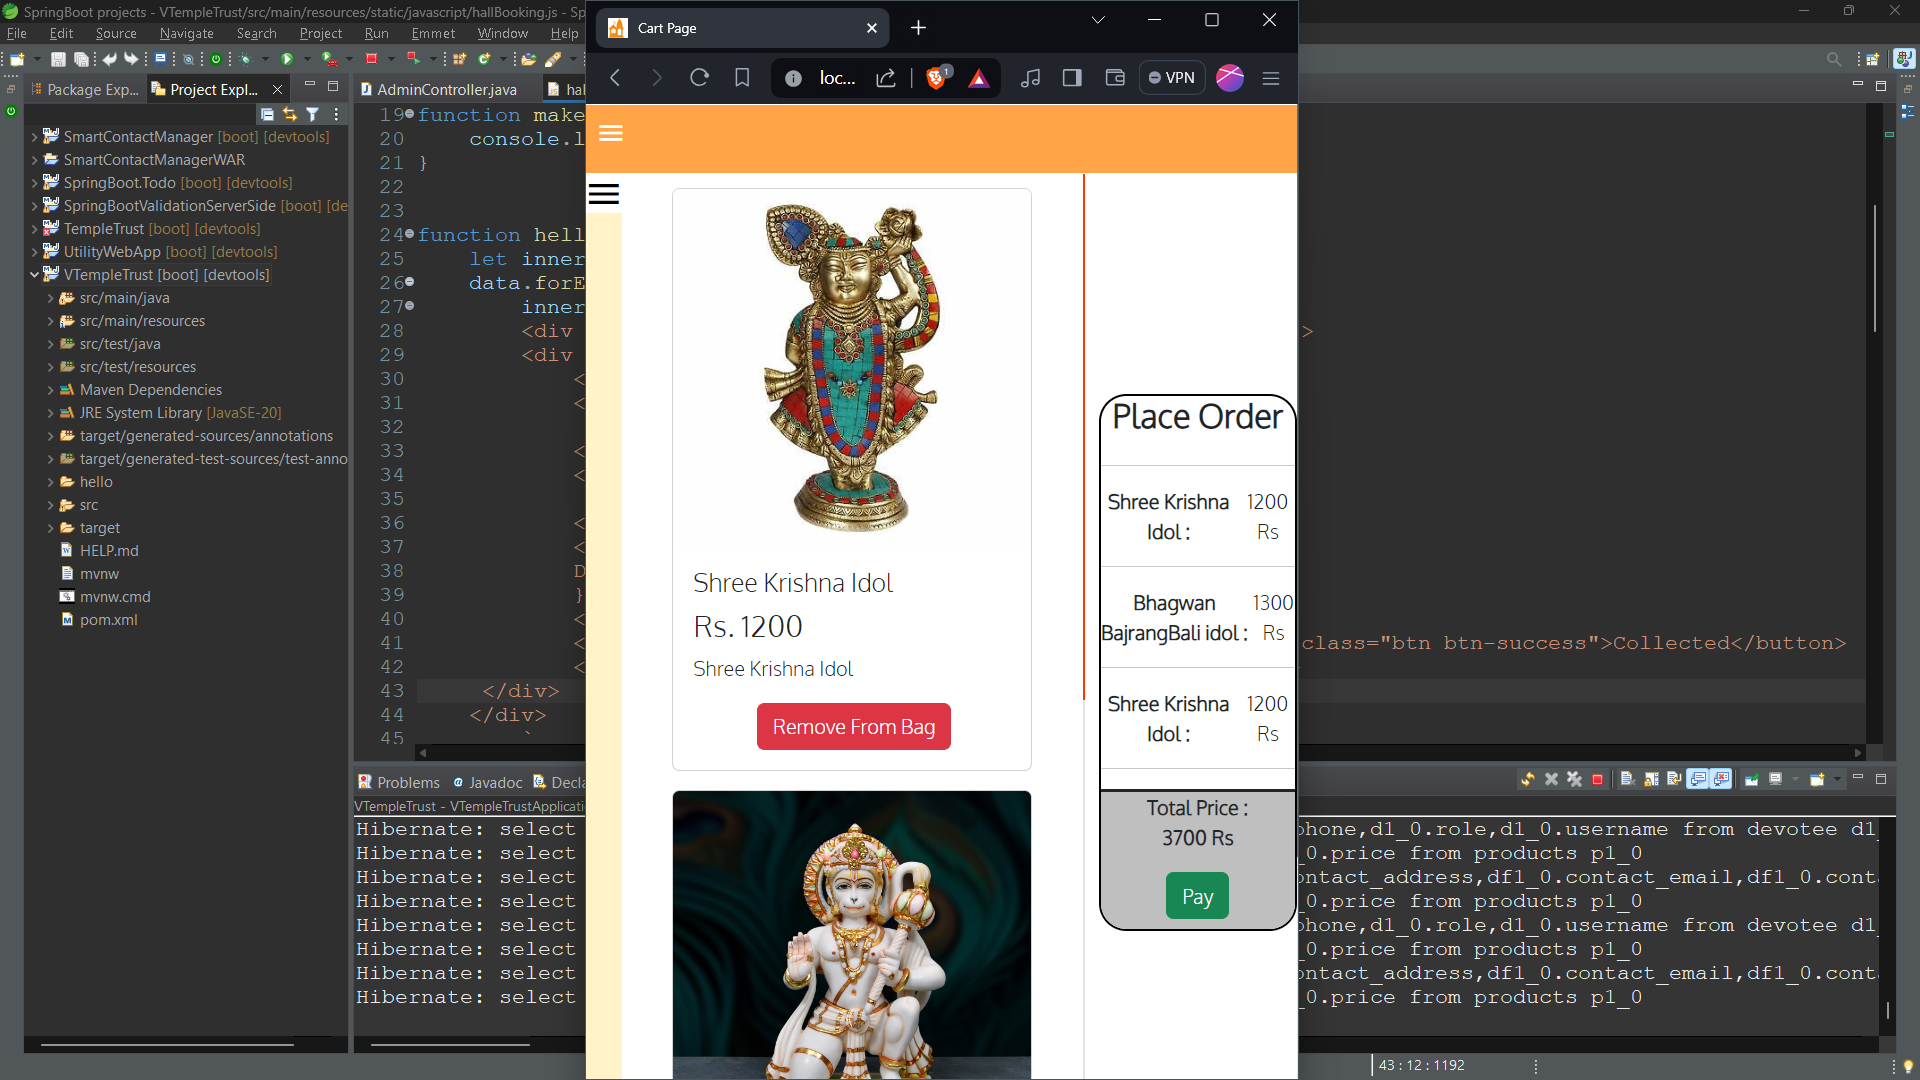 SpringBoot projects - VTempleTrust/src/main/resources/static/javascript/hallBooking.js - Sp
File Edit Source Navigate Search Project Run Emmet Window Help
Package Exp... Project Expl...
SmartContactManager [boot] [devtools]
SmartContactManagerWAR
SpringBoot.Todo [boot] [devtools]
SpringBootValidationServerSide [boot] [de
TempleTrust [boot] [devtools]
UtilityWebApp [boot] [devtools]
VTempleTrust [boot] [devtools]
src/main/java
src/main/resources
src/test/java
src/test/resources
Maven Dependencies
JRE System Library [JavaSE-20]
target/generated-sources/annotations
target/generated-test-sources/test-anno
hello
src
target
HELP.md
mvnw
mvnw.cmd
pom.xml
AdminController.java hal
19 function make
20 console.l
21 }
22
23
24 function hell
25 let inner
26 data.forE
27 inner
28 <div >
29 <div
30 <
31 <
32
33 <
34 <
35
36 <
37 <
38 D
39 }
40 <
41 < class="btn btn-success">Collected</button>
42 <
43 </div>
44 </div>
45 `
Problems Javadoc Decla
VTempleTrust - VTempleTrustApplicati
Hibernate: select phone,d1_0.role,d1_0.username from devotee d1_
Hibernate: select _0.price from products p1_0
Hibernate: select ontact_address,df1_0.contact_email,df1_0.conta
Hibernate: select _0.price from products p1_0
Hibernate: select phone,d1_0.role,d1_0.username from devotee d1_
Hibernate: select _0.price from products p1_0
Hibernate: select ontact_address,df1_0.contact_email,df1_0.conta
Hibernate: select _0.price from products p1_0
43 : 12 : 1192
Cart Page
loc... 1 VPN
Shree Krishna Idol
Rs. 1200
Shree Krishna Idol
Remove From Bag
Place Order
Shree Krishna 1200
Idol : Rs
Bhagwan 1300
BajrangBali idol : Rs
Shree Krishna 1200
Idol : Rs
Total Price :
3700 Rs
Pay